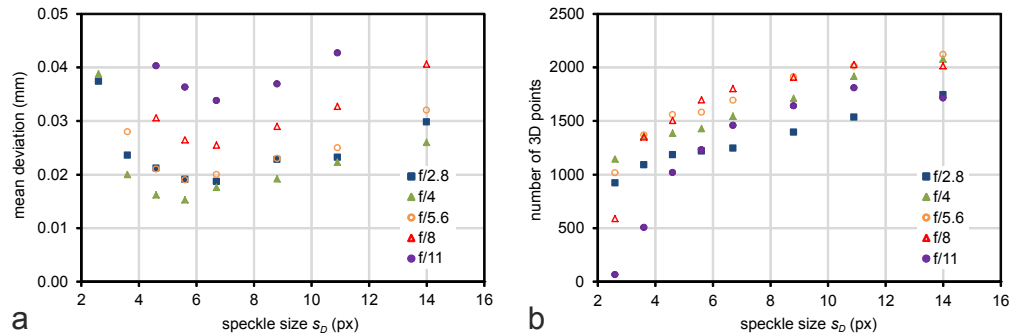 0.05
0.04
0.03
0.02
0.01
0.00
mean deviation (mm)
2 4 6 8 10 12 14 16
speckle size s_D (px)
f/2.8
f/4
f/5.6
f/8
f/11
a
2500
2000
1500
1000
500
0
number of 3D points
2 4 6 8 10 12 14 16
speckle size s_D (px)
f/2.8
f/4
f/5.6
f/8
f/11
b